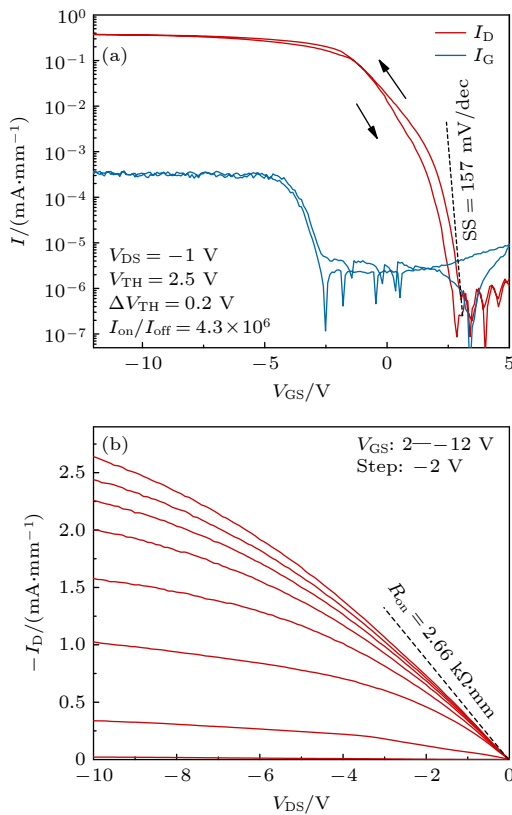 (a)
I_D
I_G
I/(mA·mm⁻¹)
10⁰
10⁻¹
10⁻²
10⁻³
10⁻⁴
10⁻⁵
10⁻⁶
10⁻⁷
SS = 157 mV/dec
V_DS = −1 V
V_TH = 2.5 V
ΔV_TH = 0.2 V
I_on/I_off = 4.3×10⁶
−10
−5
0
5
V_GS/V
(b)
V_GS: 2—−12 V
Step: −2 V
−I_D/(mA·mm⁻¹)
2.5
2.0
1.5
1.0
0.5
0
R_on = 2.66 kΩ·mm
−10
−8
−6
−4
−2
0
V_DS/V